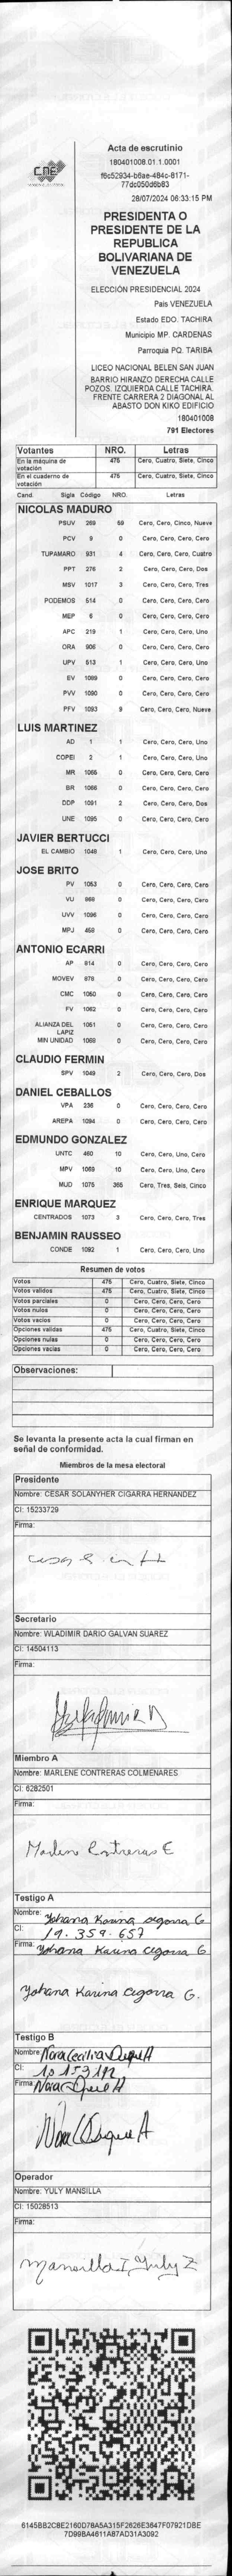 CNE
Acta de escrutinio
180401008.01.1.0001
f6c52934-b8ae-484c-8171-
77dc050d6b83
28/07/2024 06:33:15 PM
PRESIDENTA O
PRESIDENTE DE LA
REPUBLICA
BOLIVARIANA DE
VENEZUELA
ELECCIÓN PRESIDENCIAL 2024
Pais VENEZUELA
Estado EDO. TACHIRA
Municipio MP. CARDENAS
Parroquia PQ. TARIBA
LICEO NACIONAL BELEN SAN JUAN
BARRIO HIRANZO DERECHA CALLE
POZOS. IZQUIERDA CALLE TACHIRA.
FRENTE CARRERA 2 DIAGONAL AL
ABASTO DON KIKO EDIFICIO
180401008
791 Electores
Votantes NRO. Letras
En la máquina de votación 475 Cero, Cuatro, Siete, Cinco
En el cuaderno de votación 475 Cero, Cuatro, Siete, Cinco
Cand. Sigla Código NRO. Letras
NICOLAS MADURO
PSUV 269 59 Cero, Cero, Cinco, Nueve
PCV 9 0 Cero, Cero, Cero, Cero
TUPAMARO 931 4 Cero, Cero, Cero, Cuatro
PPT 276 2 Cero, Cero, Cero, Dos
MSV 1017 3 Cero, Cero, Cero, Tres
PODEMOS 514 0 Cero, Cero, Cero, Cero
MEP 6 0 Cero, Cero, Cero, Cero
APC 219 1 Cero, Cero, Cero, Uno
ORA 906 0 Cero, Cero, Cero, Cero
UPV 513 1 Cero, Cero, Cero, Uno
EV 1089 0 Cero, Cero, Cero, Cero
PVV 1090 0 Cero, Cero, Cero, Cero
PFV 1093 9 Cero, Cero, Cero, Nueve
LUIS MARTINEZ
AD 1 1 Cero, Cero, Cero, Uno
COPEI 2 1 Cero, Cero, Cero, Uno
MR 1065 0 Cero, Cero, Cero, Cero
BR 1066 0 Cero, Cero, Cero, Cero
DDP 1091 2 Cero, Cero, Cero, Dos
UNE 1095 0 Cero, Cero, Cero, Cero
JAVIER BERTUCCI
EL CAMBIO 1048 1 Cero, Cero, Cero, Uno
JOSE BRITO
PV 1053 0 Cero, Cero, Cero, Cero
VU 868 0 Cero, Cero, Cero, Cero
UVV 1096 0 Cero, Cero, Cero, Cero
MPJ 459 0 Cero, Cero, Cero, Cero
ANTONIO ECARRI
AP 814 0 Cero, Cero, Cero, Cero
MOVEV 878 0 Cero, Cero, Cero, Cero
CMC 1050 0 Cero, Cero, Cero, Cero
FV 1062 0 Cero, Cero, Cero, Cero
ALIANZA DEL LAPIZ 1051 0 Cero, Cero, Cero, Cero
MIN UNIDAD 1069 0 Cero, Cero, Cero, Cero
CLAUDIO FERMIN
SPV 1049 2 Cero, Cero, Cero, Dos
DANIEL CEBALLOS
VPA 236 0 Cero, Cero, Cero, Cero
AREPA 1094 0 Cero, Cero, Cero, Cero
EDMUNDO GONZALEZ
UNTC 460 10 Cero, Cero, Uno, Cero
MPV 1069 10 Cero, Cero, Uno, Cero
MUD 1075 365 Cero, Tres, Seis, Cinco
ENRIQUE MARQUEZ
CENTRADOS 1073 3 Cero, Cero, Cero, Tres
BENJAMIN RAUSSEO
CONDE 1092 1 Cero, Cero, Cero, Uno
Resumen de votos
Votos 475 Cero, Cuatro, Siete, Cinco
Votos validos 475 Cero, Cuatro, Siete, Cinco
Votos parciales 0 Cero, Cero, Cero, Cero
Votos nulos 0 Cero, Cero, Cero, Cero
Votos vacios 0 Cero, Cero, Cero, Cero
Opciones validas 475 Cero, Cuatro, Siete, Cinco
Opciones nulas 0 Cero, Cero, Cero, Cero
Opciones vacias 0 Cero, Cero, Cero, Cero
Observaciones:
Se levanta la presente acta la cual firman en
señal de conformidad.
Miembros de la mesa electoral
Presidente
Nombre: CESAR SOLANYHER CIGARRA HERNANDEZ
CI: 15233729
Firma:
Secretario
Nombre: WLADIMIR DARIO GALVAN SUAREZ
CI: 14504113
Firma:
Miembro A
Nombre: MARLENE CONTRERAS COLMENARES
CI: 6282501
Firma:
Marlene Contreras C
Testigo A
Nombre: Yohana Karina Cegarra G
CI: 19.359.657
Firma: Yohana Karina Cegarra G
Yohana Karina Cegarra G.
Testigo B
Nombre: Nora Cecilia Duque A
CI:
Firma: Nora Duque A
Nora C Duque A
Operador
Nombre: YULY MANSILLA
CI: 15028513
Firma:
Mansilla I Yuly Z
6145BB2C8E2160D78A5A315F2626E3647F07921DBE
7D99BA4611A87AD31A3092